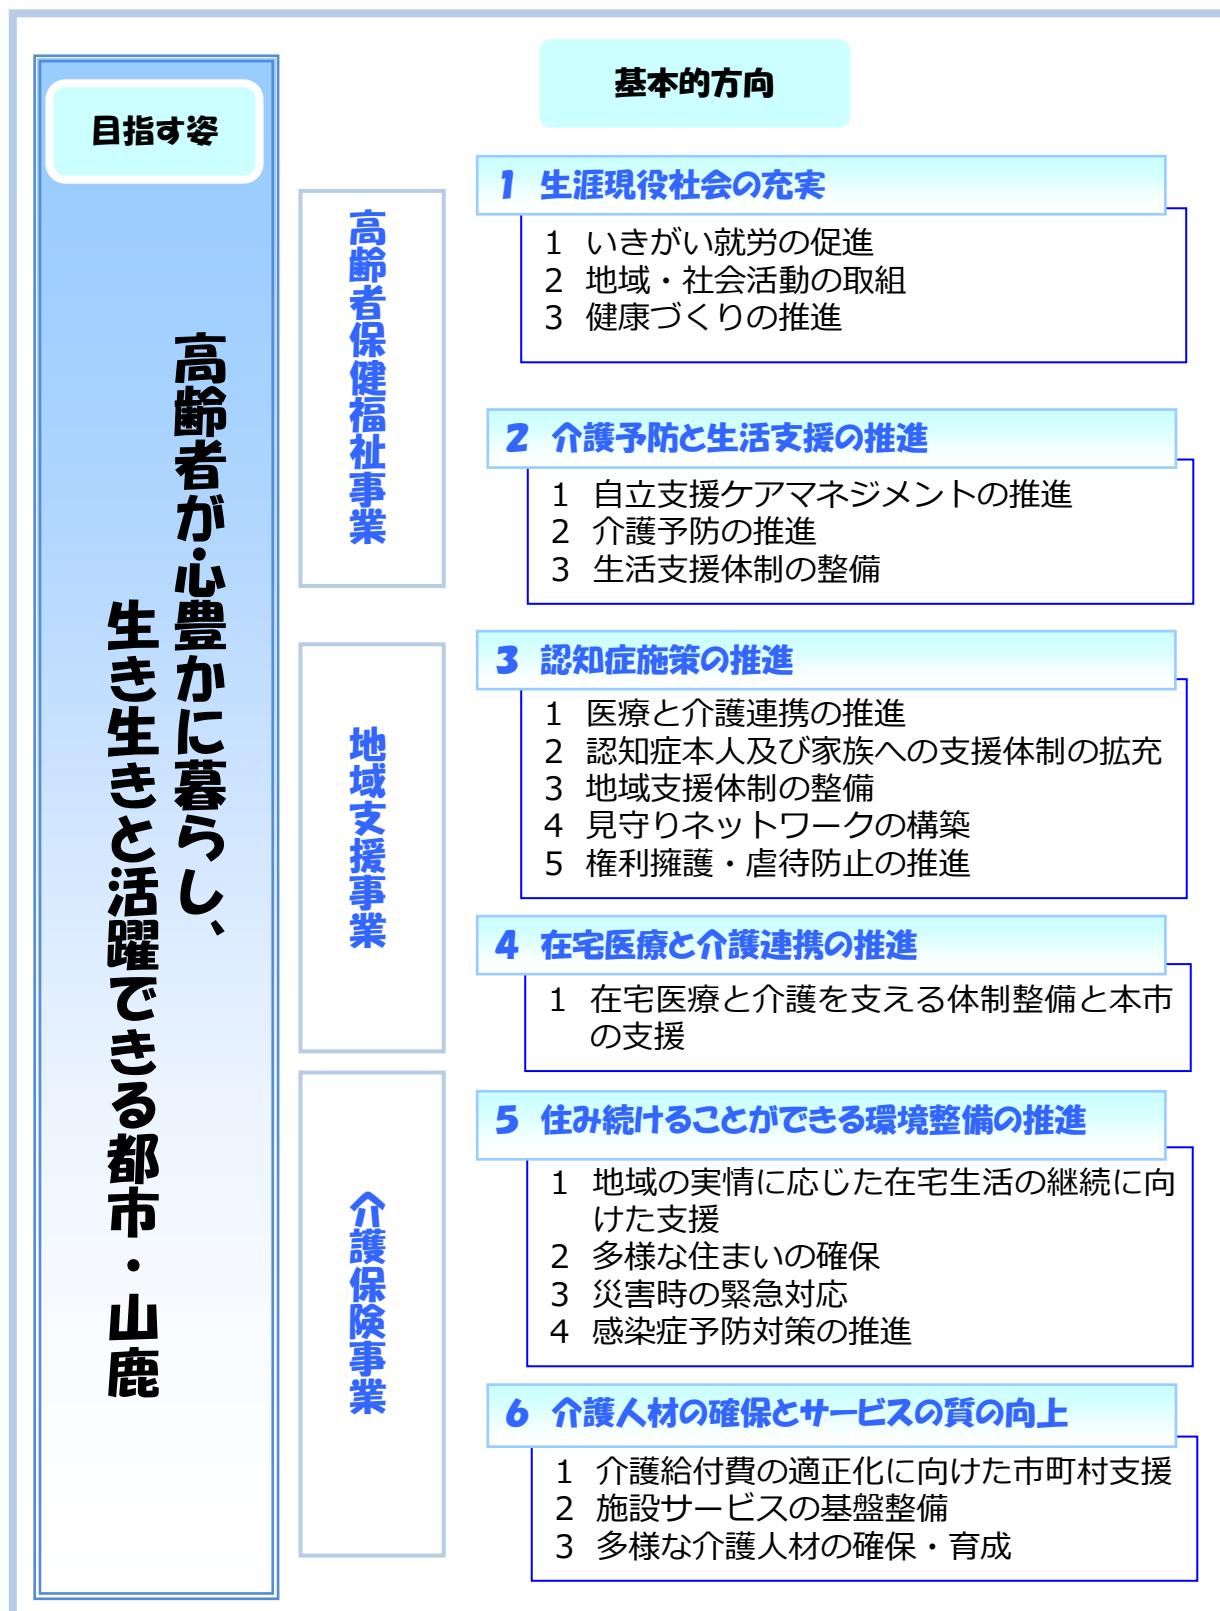 目指す姿
高齢者が心豊かに暮らし、
生き生きと活躍できる都市・山鹿
基本的方向
高齢者保健福祉事業
1 生涯現役社会の充実
1 いきがい就労の促進
2 地域・社会活動の取組
3 健康づくりの推進
2 介護予防と生活支援の推進
1 自立支援ケアマネジメントの推進
2 介護予防の推進
3 生活支援体制の整備
地域支援事業
3 認知症施策の推進
1 医療と介護連携の推進
2 認知症本人及び家族への支援体制の拡充
3 地域支援体制の整備
4 見守りネットワークの構築
5 権利擁護・虐待防止の推進
4 在宅医療と介護連携の推進
1 在宅医療と介護を支える体制整備と本市
の支援
介護保険事業
5 住み続けることができる環境整備の推進
1 地域の実情に応じた在宅生活の継続に向
けた支援
2 多様な住まいの確保
3 災害時の緊急対応
4 感染症予防対策の推進
6 介護人材の確保とサービスの質の向上
1 介護給付費の適正化に向けた市町村支援
2 施設サービスの基盤整備
3 多様な介護人材の確保・育成